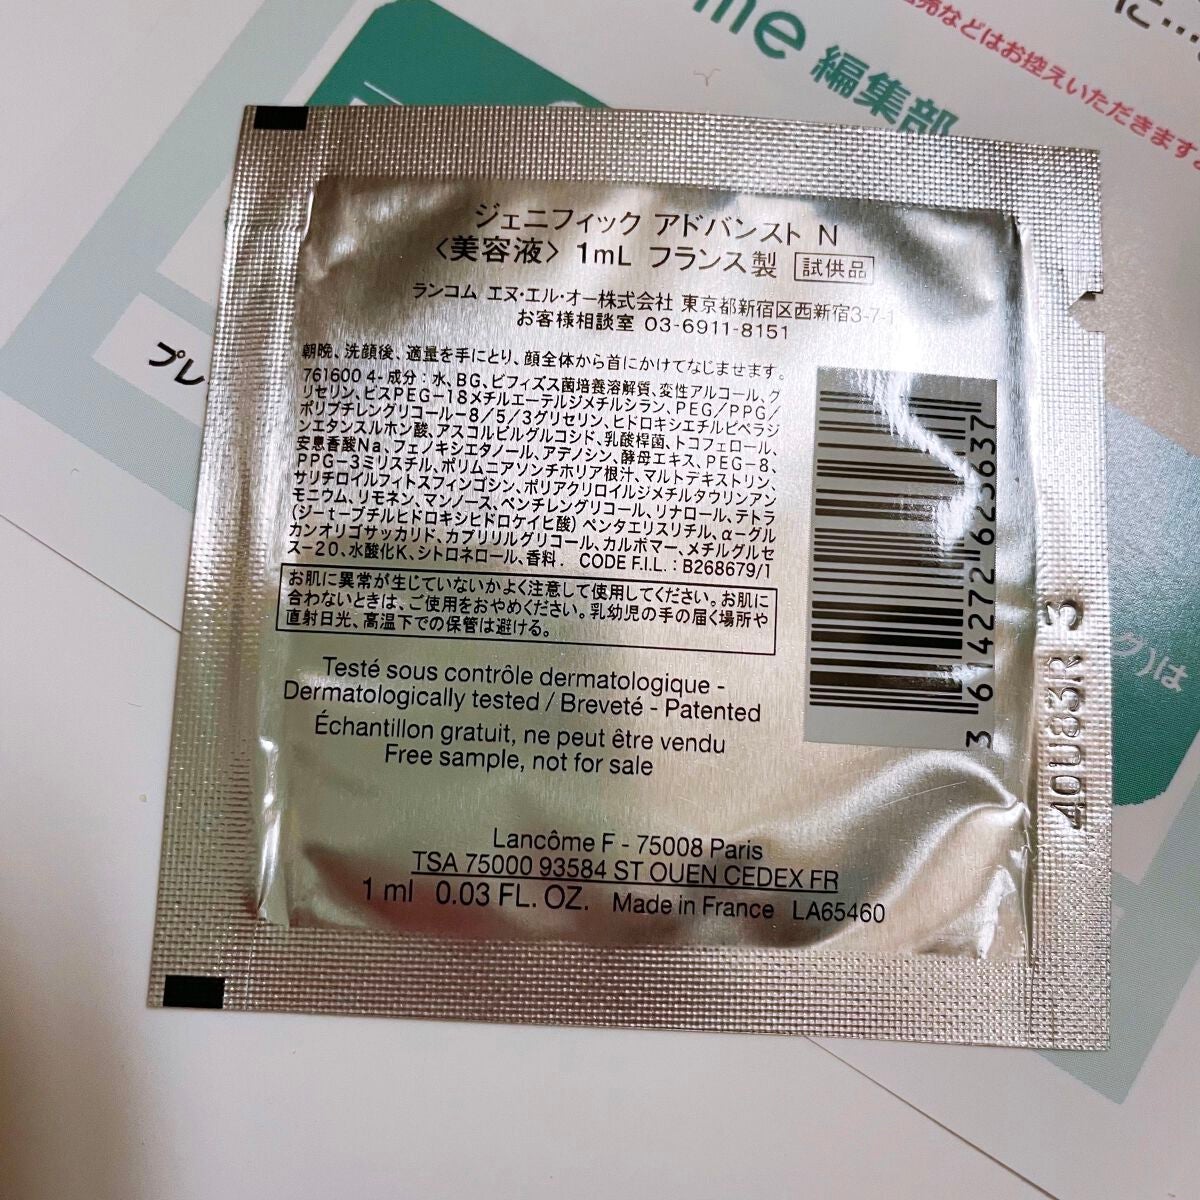 me 編集部
などはお控えいただきます。
に…
プレ
ク)は
ジェニフィック アドバンスト N
〈美容液〉 1mL フランス製 試供品
ランコム エヌ・エル・オー株式会社 東京都新宿区西新宿3-7-1
お客様相談室 03-6911-8151
朝晩、洗顔後、適量を手にとり、顔全体から首にかけてなじませます。
761600 4- 成分：水、BG、ビフィズス菌培養溶解質、変性アルコール、グ
リセリン、ビスPEG-18メチルエーテルジメチルシラン、PEG/PPG/
ポリブチレングリコール-8/5/3グリセリン、ヒドロキシエチルピペラジ
ンエタンスルホン酸、アスコルビルグルコシド、乳酸桿菌、トコフェロール、
安息香酸Na、フェノキシエタノール、アデノシン、酵母エキス、PEG-8、
PPG-3ミリスチル、ポリムニアソンチホリア根汁、マルトデキストリン、
サリチロイルフィトスフィンゴシン、ポリアクリロイルジメチルタウリンアン
モニウム、リモネン、マンノース、ペンチレングリコール、リナロール、テトラ
(ジ-t-ブチルヒドロキシヒドロケイヒ酸) ペンタエリスリチル、α-グル
カンオリゴサッカリド、カプリリルグリコール、カルボマー、メチルグルセ
ス-20、水酸化K、シトロネロール、香料. CODE F.I.L. : B268679/1
お肌に異常が生じていないかよく注意して使用してください。お肌に
合わないときは、ご使用をおやめください。乳幼児の手の届く場所や
直射日光、高温下での保管は避ける。
Testé sous contrôle dermatologique -
Dermatologically tested / Breveté - Patented
Échantillon gratuit, ne peut être vendu
Free sample, not for sale
Lancôme F - 75008 Paris
TSA 75000 93584 ST OUEN CEDEX FR
1 ml 0.03 FL. OZ. Made in France LA65460
3 614272 623637
40U83R 3